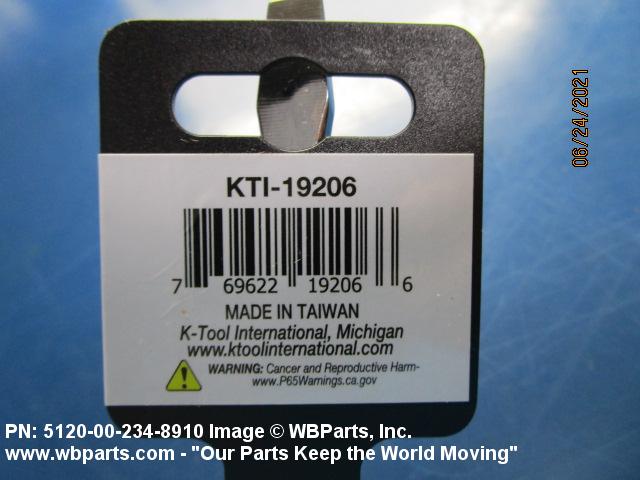 KTI-19206
7 69622 19206 6
MADE IN TAIWAN
K-Tool International, Michigan
www.ktoolinternational.com
WARNING: Cancer and Reproductive Harm-
www.P65Warnings.ca.gov
06/24/2021
PN: 5120-00-234-8910 Image © WBParts, Inc.
www.wbparts.com - "Our Parts Keep the World Moving"